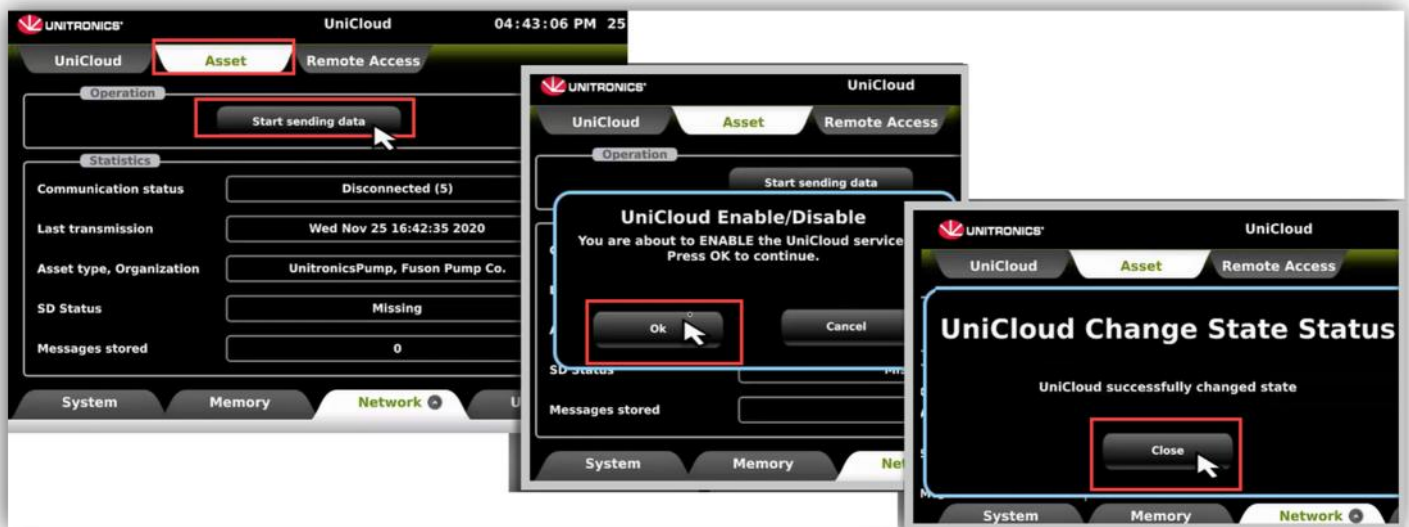 UNITRONICS UniCloud 04:43:06 PM 25
UniCloud Asset Remote Access
Operation
Start sending data
Statistics
Communication status Disconnected (5)
Last transmission Wed Nov 25 16:42:35 2020
Asset type, Organization UnitronicsPump, Fuson Pump Co.
SD Status Missing
Messages stored 0
System Memory Network U
UNITRONICS UniCloud
UniCloud Asset Remote Access
Operation
Start sending data
UniCloud Enable/Disable
You are about to ENABLE the UniCloud service
Press OK to continue.
Ok Cancel
SD Status Mis
Messages stored
System Memory Net
UNITRONICS UniCloud
UniCloud Asset Remote Access
UniCloud Change State Status
UniCloud successfully changed state
Close
System Memory Network